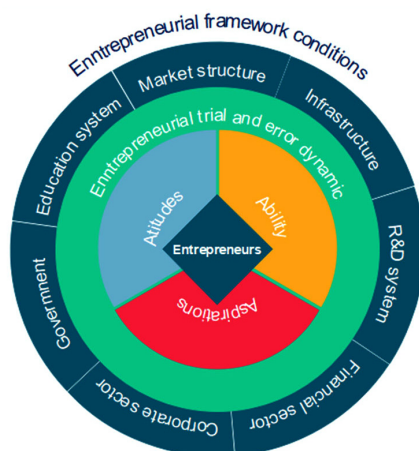 Enntrepreneurial framework conditions
Market structure
Infrastructure
R&D system
Financial sector
Corporate sector
Govermment
Education system
Enntrepreneurial trial and error dynamic
Atitudes
Ability
Aspirations
Entrepreneurs